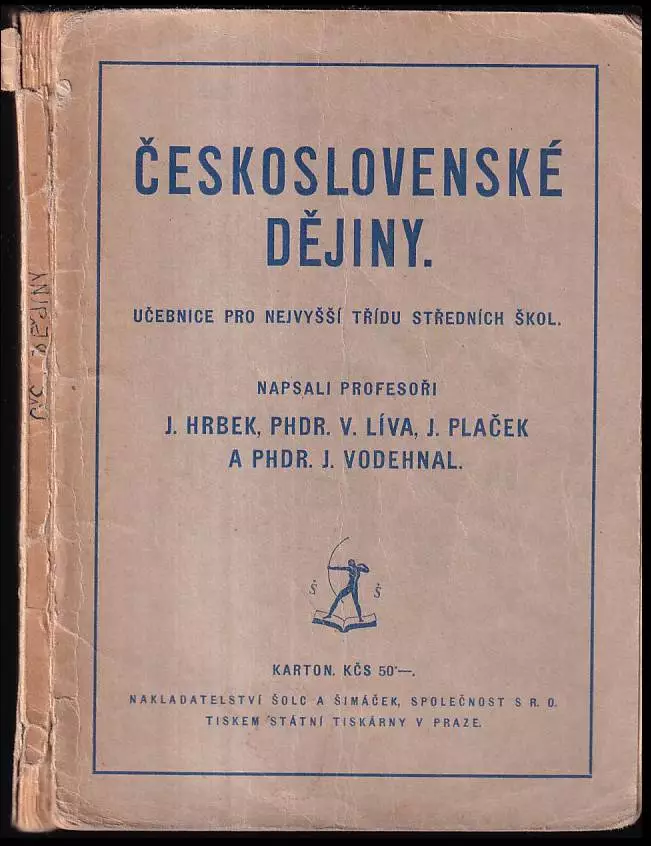 ČESKOSLOVENSKÉ
DĚJINY.
UČEBNICE PRO NEJVYŠŠÍ TŘÍDU STŘEDNÍCH ŠKOL.
NAPSALI PROFESOŘI
J. HRBEK, PHDR. V. LÍVA, J. PLAČEK
A PHDR. J. VODEHNAL.
Š Š
KARTON. KČS 50·—.
NAKLADATELSTVÍ ŠOLC A ŠIMÁČEK, SPOLEČNOST S R. O.
TISKEM STÁTNÍ TISKÁRNY V PRAZE.